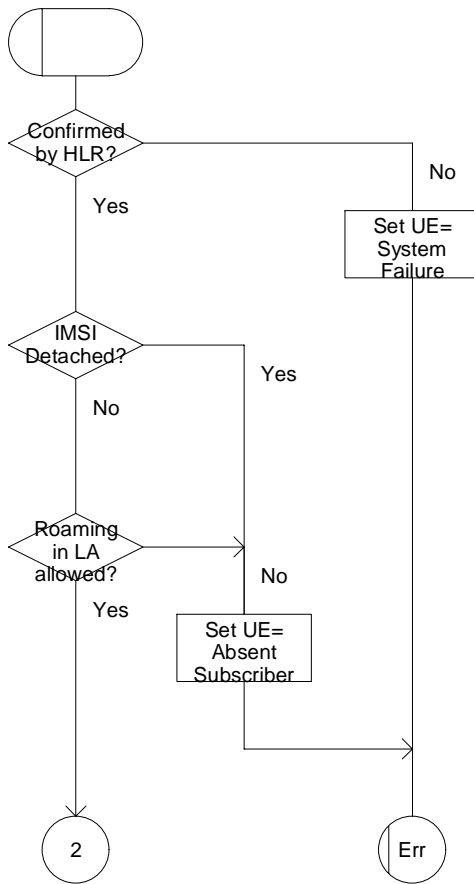 Confirmed
by HLR?
No
Yes
Set UE=
System
Failure
IMSI
Detached?
Yes
No
Roaming
in LA
allowed?
No
Yes
Set UE=
Absent
Subscriber
2
Err